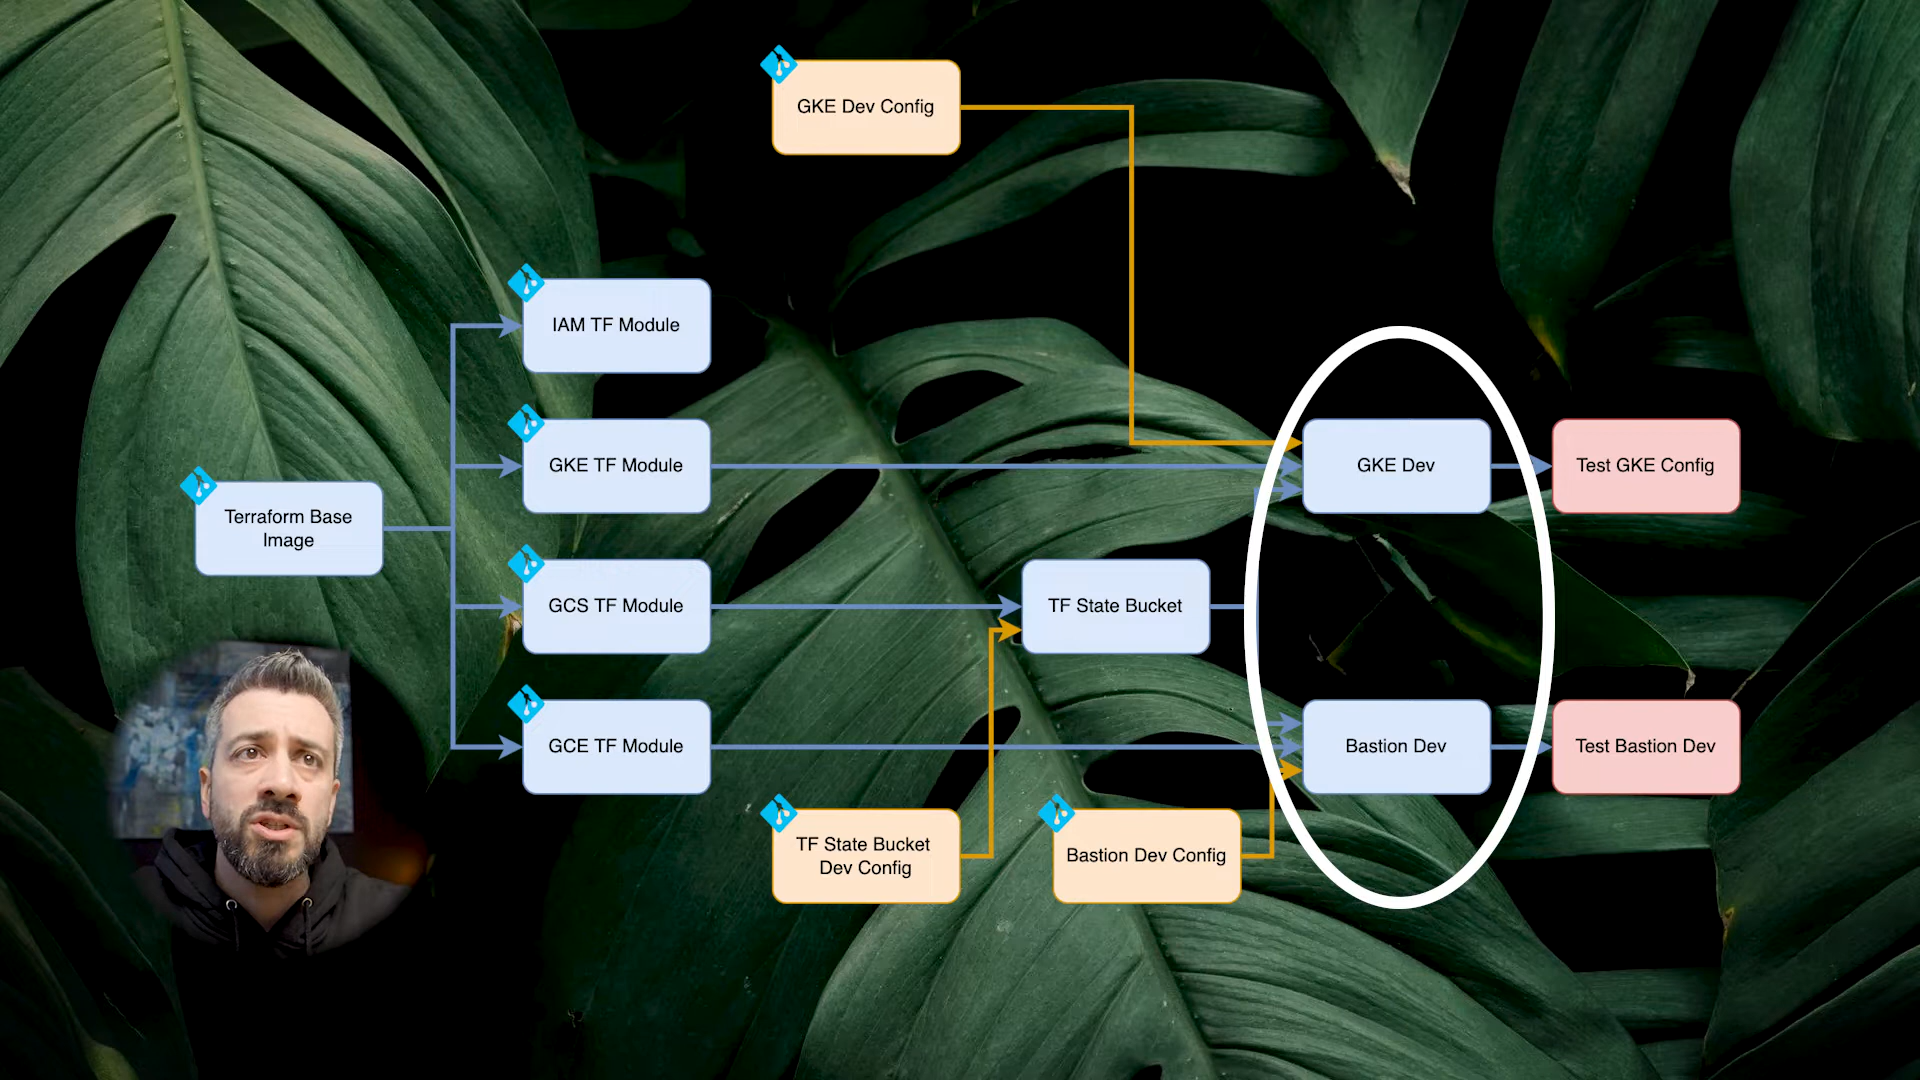 GKE Dev Config
IAM TF Module
GKE TF Module
GKE Dev
Test GKE Config
Terraform Base
Image
GCS TF Module
TF State Bucket
GCE TF Module
Bastion Dev
Test Bastion Dev
TF State Bucket
Dev Config
Bastion Dev Config